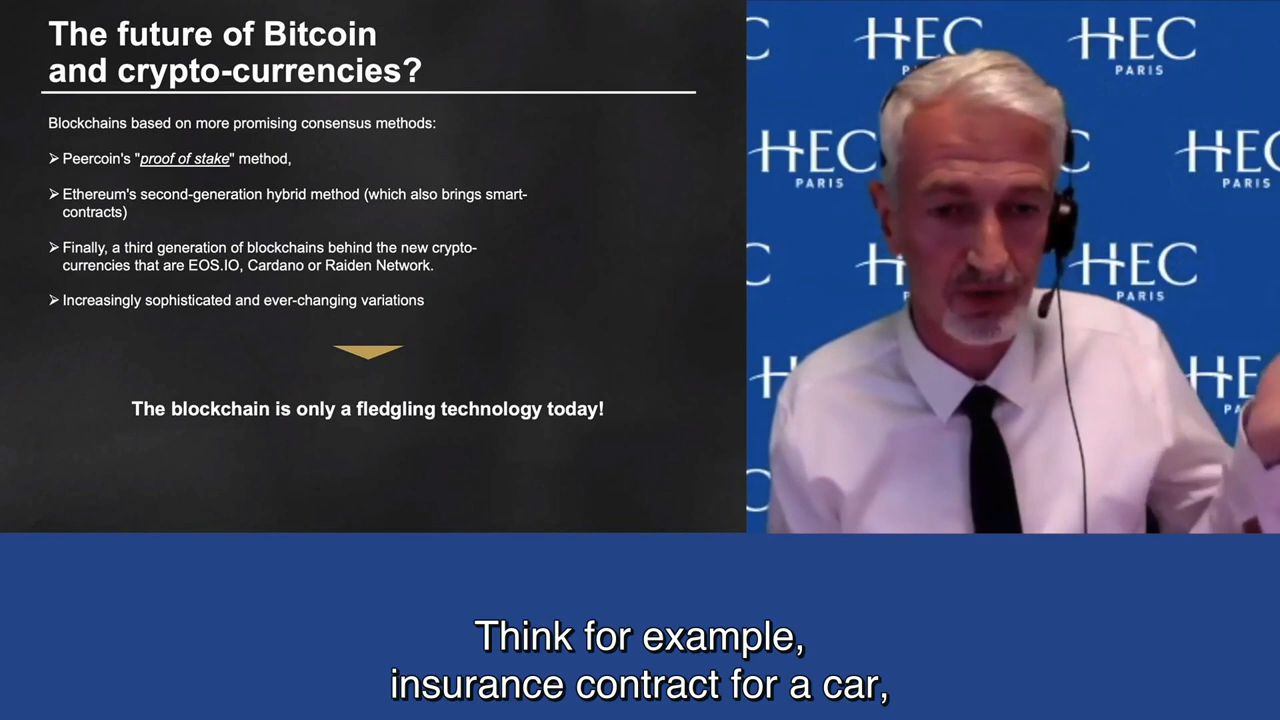 The future of Bitcoin
and crypto-currencies?
Blockchains based on more promising consensus methods:
➢ Peercoin's "proof of stake" method,
➢ Ethereum's second-generation hybrid method (which also brings smart-
contracts)
➢ Finally, a third generation of blockchains behind the new crypto-
currencies that are EOS.IO, Cardano or Raiden Network.
➢ Increasingly sophisticated and ever-changing variations
The blockchain is only a fledgling technology today!
HEC
PARIS
HEC
PARIS
HEC
PARIS
HEC
PARIS
HEC
PARIS
Think for example,
insurance contract for a car,